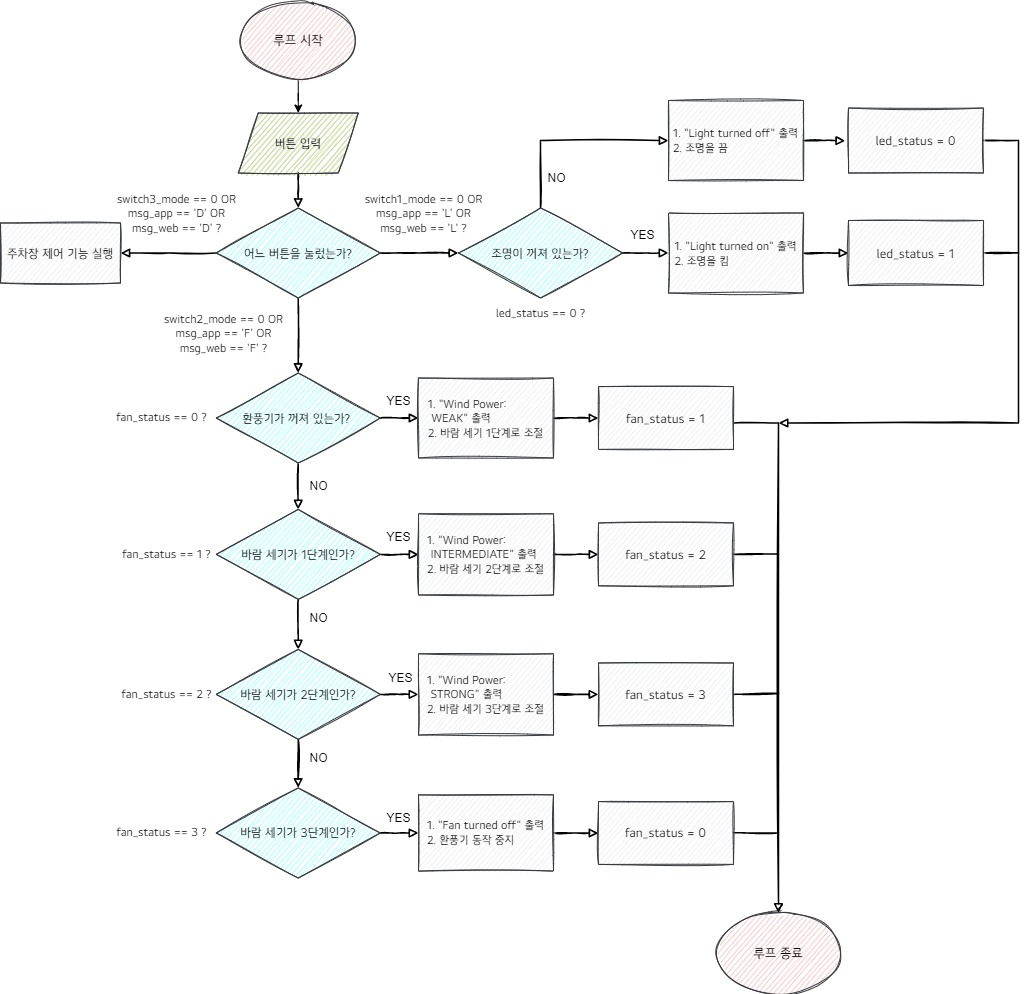 루프 시작
버튼 입력
switch3_mode == 0 OR
msg_app == 'D' OR
msg_web == 'D' ?
switch1_mode == 0 OR
msg_app == 'L' OR
msg_web == 'L' ?
NO
1. "Light turned off" 출력
2. 조명을 끔
led_status = 0
주차장 제어 기능 실행
어느 버튼을 눌렀는가?
조명이 꺼져 있는가?
YES
1. "Light turned on" 출력
2. 조명을 킴
led_status = 1
led_status == 0 ?
switch2_mode == 0 OR
msg_app == 'F' OR
msg_web == 'F' ?
fan_status == 0 ?
환풍기가 꺼져 있는가?
YES
1. "Wind Power:
WEAK" 출력
2. 바람 세기 1단계로 조절
fan_status = 1
NO
fan_status == 1 ?
바람 세기가 1단계인가?
YES
1. "Wind Power:
INTERMEDIATE" 출력
2. 바람 세기 2단계로 조절
fan_status = 2
NO
fan_status == 2 ?
바람 세기가 2단계인가?
YES
1. "Wind Power:
STRONG" 출력
2. 바람 세기 3단계로 조절
fan_status = 3
NO
fan_status == 3 ?
바람 세기가 3단계인가?
YES
1. "Fan turned off" 출력
2. 환풍기 동작 중지
fan_status = 0
루프 종료